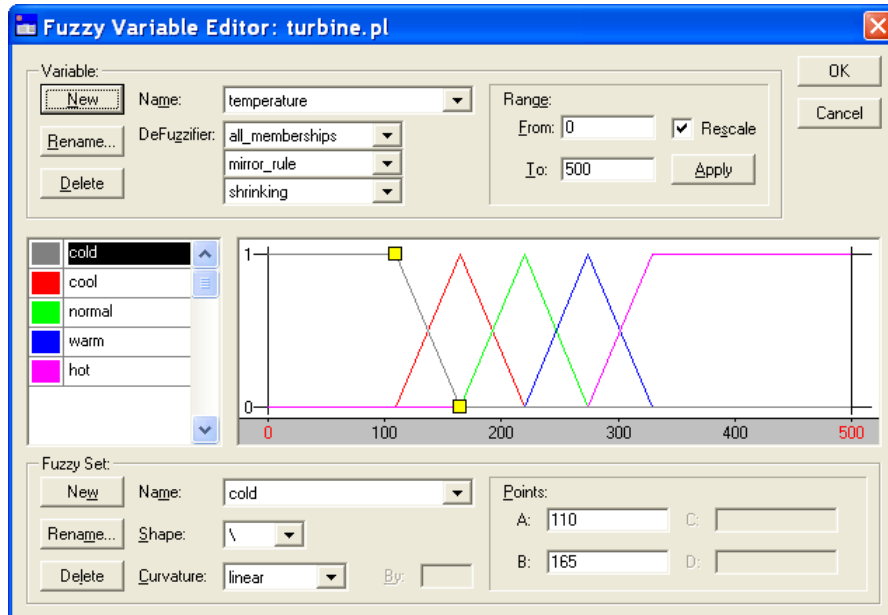 Fuzzy Variable Editor: turbine.pl
Variable:
New
Name:
temperature
Rename...
DeFuzzifier:
all_memberships
mirror_rule
Delete
shrinking
Range:
From:
0
Rescale
To:
500
Apply
OK
Cancel
cold
cool
normal
warm
hot
1
0
0
100
200
300
400
500
Fuzzy Set:
New
Name:
cold
Rename...
Shape:
\
Delete
Curvature:
linear
By:
Points:
A:
110
C:
B:
165
D: